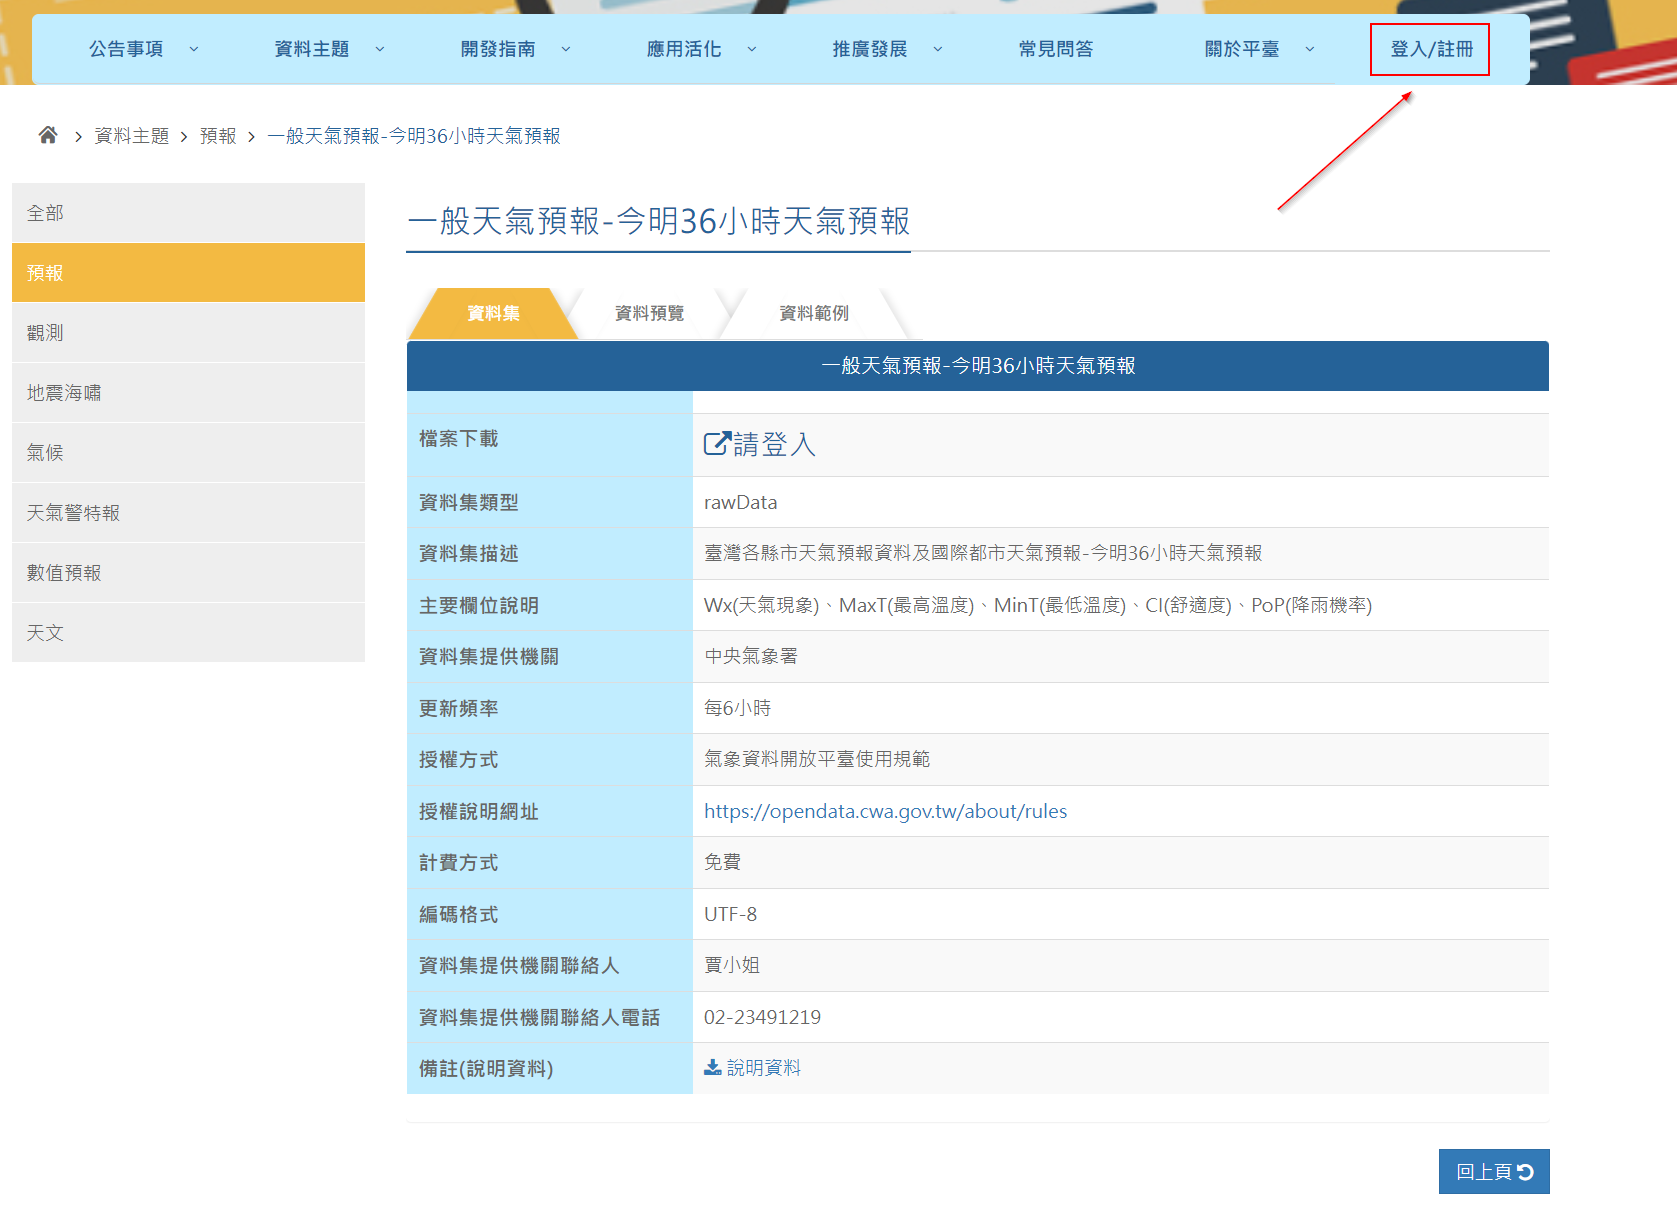 公告事項 資料主題 開發指南 應用活化 推廣發展 常見問答 關於平臺 登入/註冊
資料主題 > 預報 > 一般天氣預報-今明36小時天氣預報
全部
預報
觀測
地震海嘯
氣候
天氣警特報
數值預報
天文
一般天氣預報-今明36小時天氣預報
資料集 資料預覽 資料範例
一般天氣預報-今明36小時天氣預報
檔案下載 請登入
資料集類型 rawData
資料集描述 臺灣各縣市天氣預報資料及國際都市天氣預報-今明36小時天氣預報
主要欄位說明 Wx(天氣現象)、MaxT(最高溫度)、MinT(最低溫度)、CI(舒適度)、PoP(降雨機率)
資料集提供機關 中央氣象署
更新頻率 每6小時
授權方式 氣象資料開放平臺使用規範
授權說明網址 https://opendata.cwa.gov.tw/about/rules
計費方式 免費
編碼格式 UTF-8
資料集提供機關聯絡人 賈小姐
資料集提供機關聯絡人電話 02-23491219
備註(說明資料) 說明資料
回上頁